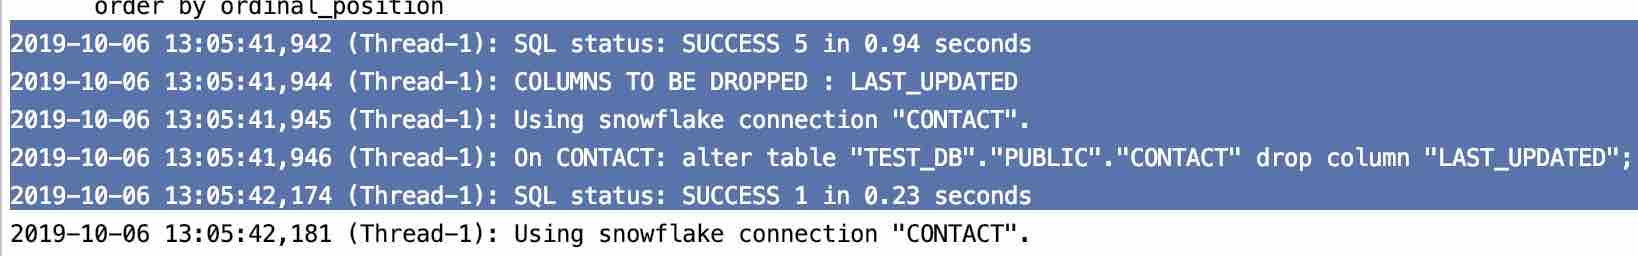 order by ordinal_position
2019-10-06 13:05:41,942 (Thread-1): SQL status: SUCCESS 5 in 0.94 seconds
2019-10-06 13:05:41,944 (Thread-1): COLUMNS TO BE DROPPED : LAST_UPDATED
2019-10-06 13:05:41,945 (Thread-1): Using snowflake connection "CONTACT".
2019-10-06 13:05:41,946 (Thread-1): On CONTACT: alter table "TEST_DB"."PUBLIC"."CONTACT" drop column "LAST_UPDATED";
2019-10-06 13:05:42,174 (Thread-1): SQL status: SUCCESS 1 in 0.23 seconds
2019-10-06 13:05:42,181 (Thread-1): Using snowflake connection "CONTACT".